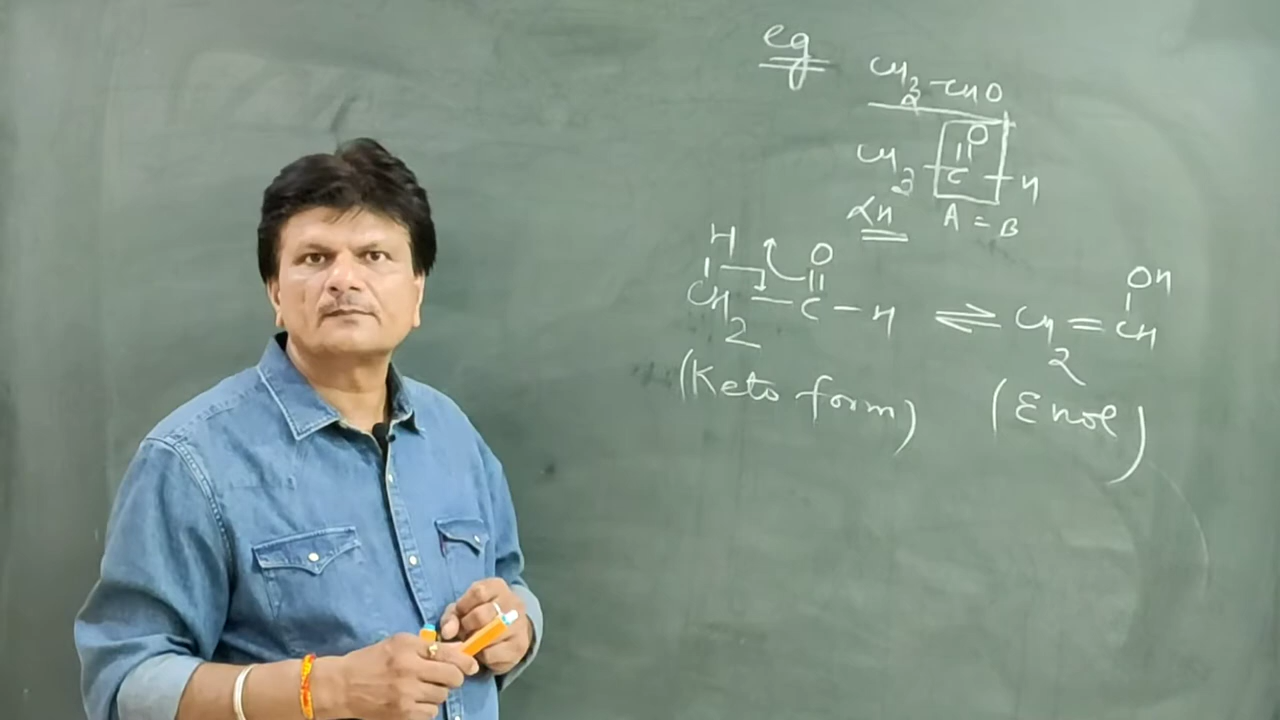 eg
CH3-CHO
α
O
||
CH3-C-H
αH A=B
H O OH
| || |
CH2-C-H ⇌ CH2=CH
(Keto form) (Enol)